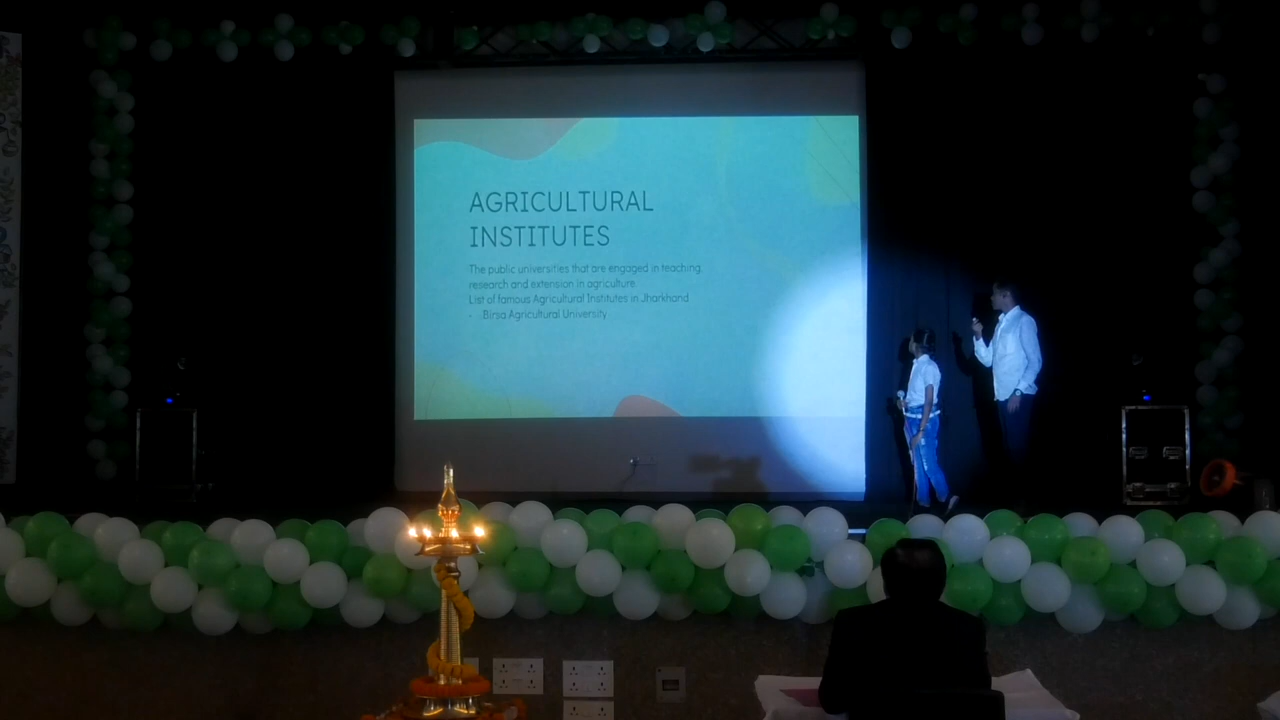 AGRICULTURAL
INSTITUTES
The public universities that are engaged in teaching,
research and extension in agriculture.
List of famous Agricultural Institutes in Jharkhand
- Birsa Agricultural University